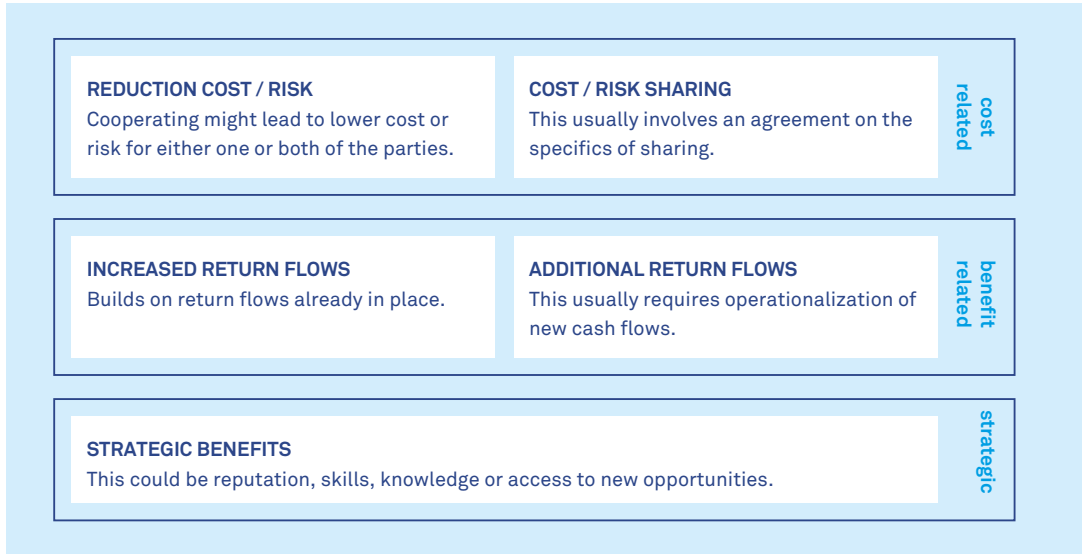 REDUCTION COST / RISK
Cooperating might lead to lower cost or
risk for either one or both of the parties.
COST / RISK SHARING
This usually involves an agreement on the
specifics of sharing.
cost
related
INCREASED RETURN FLOWS
Builds on return flows already in place.
ADDITIONAL RETURN FLOWS
This usually requires operationalization of
new cash flows.
benefit
related
STRATEGIC BENEFITS
This could be reputation, skills, knowledge or access to new opportunities.
strategic